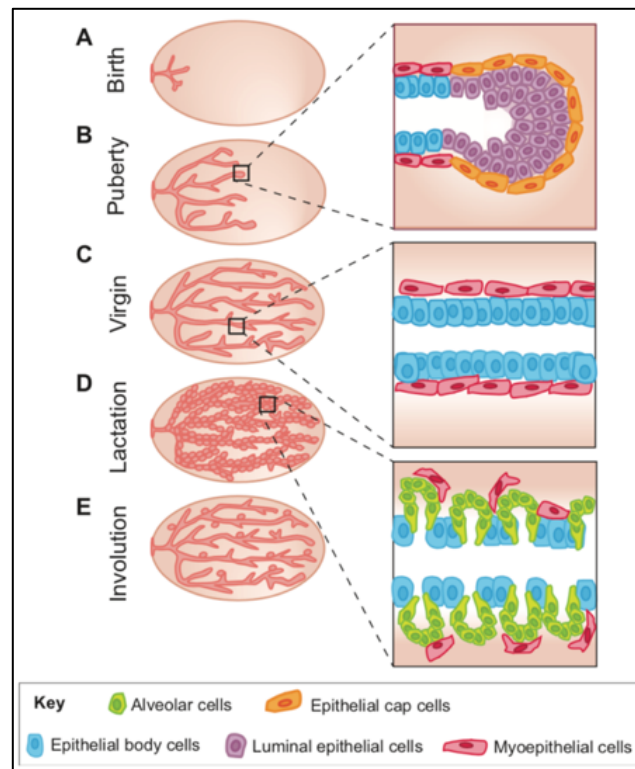 A
Birth
B
Puberty
C
Virgin
D
Lactation
E
Involution
Key
Alveolar cells
Epithelial cap cells
Epithelial body cells
Luminal epithelial cells
Myoepithelial cells